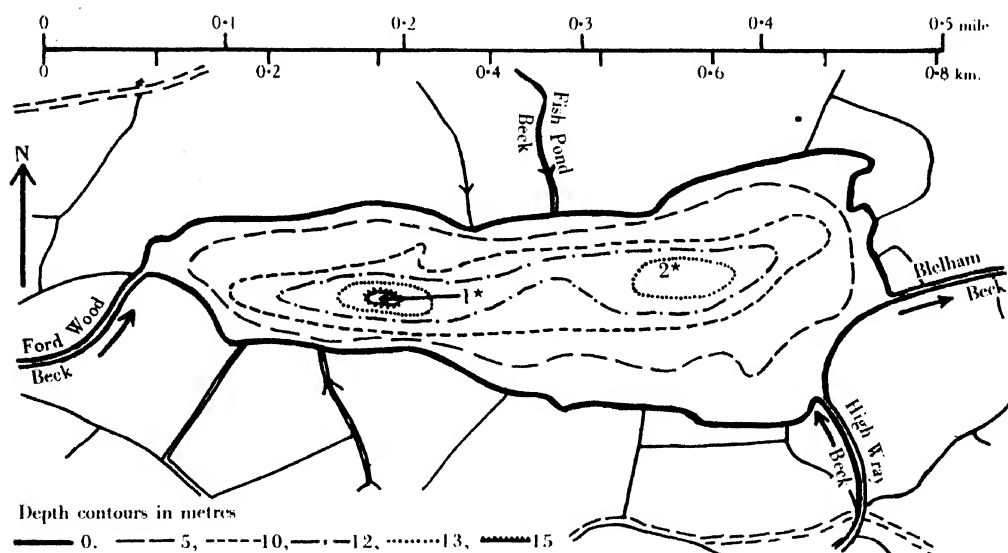 0 0·1 0·2 0·3 0·4 0·5 mile
0 0·2 0·4 0·6 0·8 km.
N
Fish Pond
Beck
2*
1*
Blelham
Beck
Ford Wood
Beck
High Wray
Beck
Depth contours in metres
0. 5, 10, 12, 13, 15